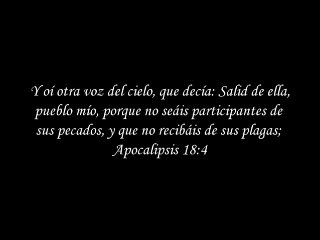 Y oí otra voz del cielo, que decía: Salid de ella,
pueblo mío, porque no seáis participantes de
sus pecados, y que no recibáis de sus plagas;
Apocalipsis 18:4